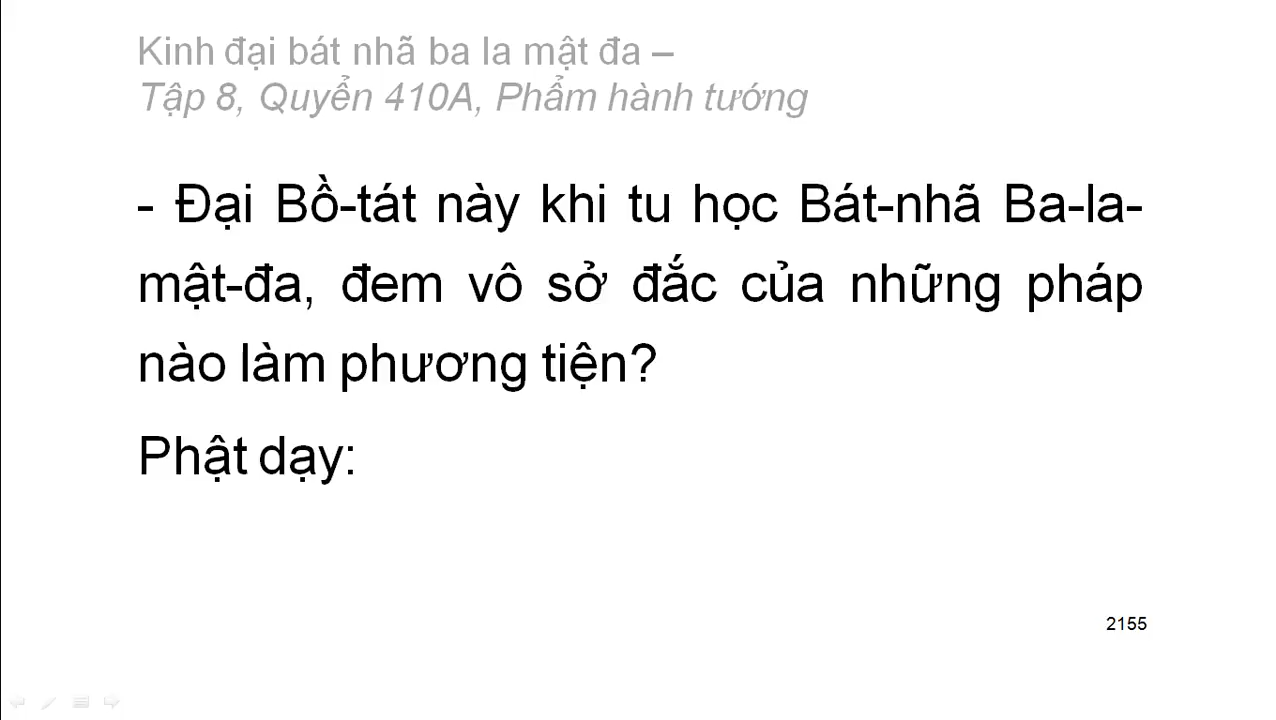 Kinh đại bát nhã ba la mật đa –
Tập 8, Quyển 410A, Phẩm hành tướng
- Đại Bồ-tát này khi tu học Bát-nhã Ba-la-
mật-đa, đem vô sở đắc của những pháp
nào làm phương tiện?
Phật dạy:
2155